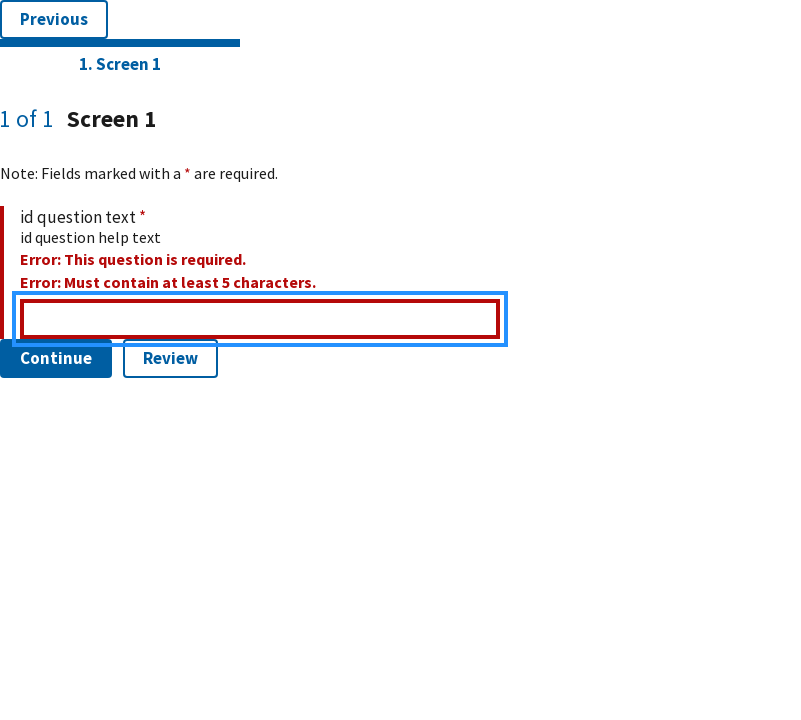 Previous
1. Screen 1
1 of 1 Screen 1
Note: Fields marked with a * are required.
id question text *
id question help text
Error: This question is required.
Error: Must contain at least 5 characters.
Continue Review